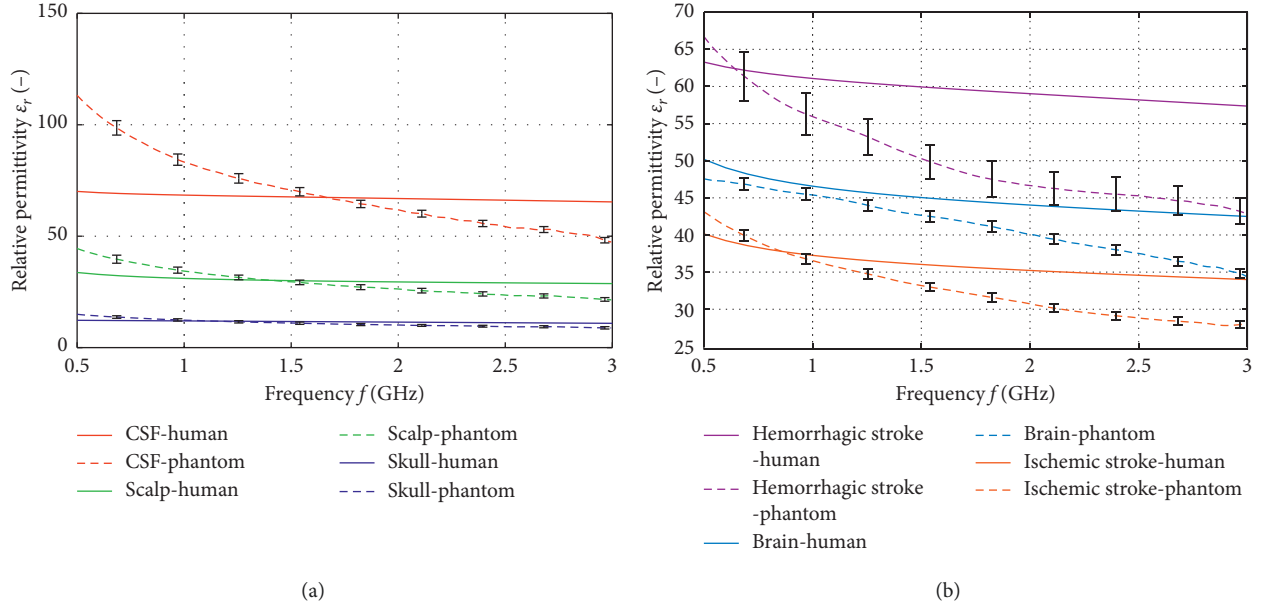 150
100
50
0
Relative permittivity εr (–)
0.5 1 1.5 2 2.5 3
Frequency f (GHz)
CSF-human
CSF-phantom
Scalp-human
Scalp-phantom
Skull-human
Skull-phantom
(a)
70
65
60
55
50
45
40
35
30
25
Relative permittivity εr (–)
0.5 1 1.5 2 2.5 3
Frequency f (GHz)
Hemorrhagic stroke
-human
Hemorrhagic stroke
-phantom
Brain-human
Brain-phantom
Ischemic stroke-human
Ischemic stroke-phantom
(b)